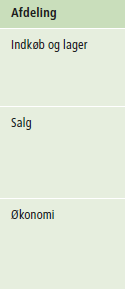 Afdeling
Indkøb og lager
Salg
Økonomi